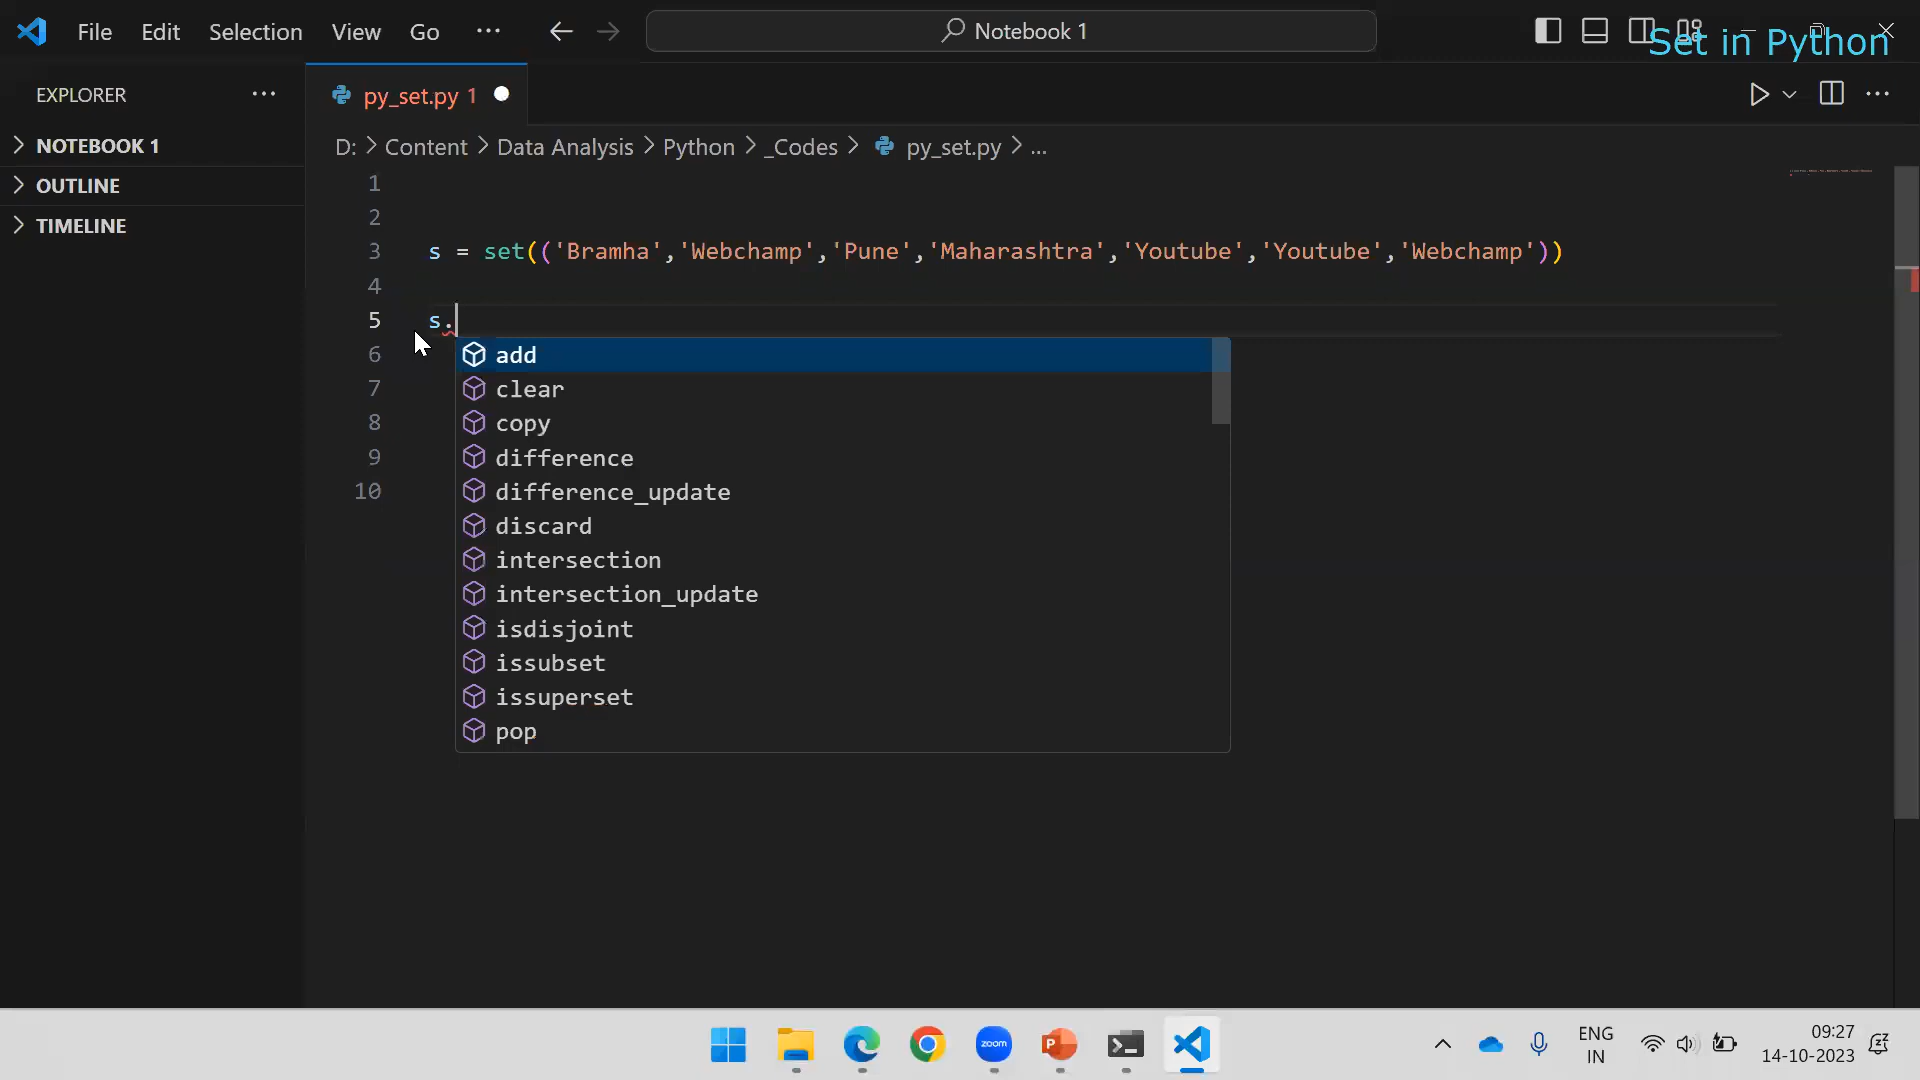 File Edit Selection View Go ... Notebook 1
Set in Python
EXPLORER ...
py_set.py 1
NOTEBOOK 1
OUTLINE
TIMELINE
D: > Content > Data Analysis > Python > _Codes > py_set.py > ...
1
2
3 s = set(('Bramha','Webchamp','Pune','Maharashtra','Youtube','Youtube','Webchamp'))
4
5 s.
6 add
7 clear
8 copy
9 difference
10 difference_update
discard
intersection
intersection_update
isdisjoint
issubset
issuperset
pop
zoom
ENG
IN
09:27
14-10-2023